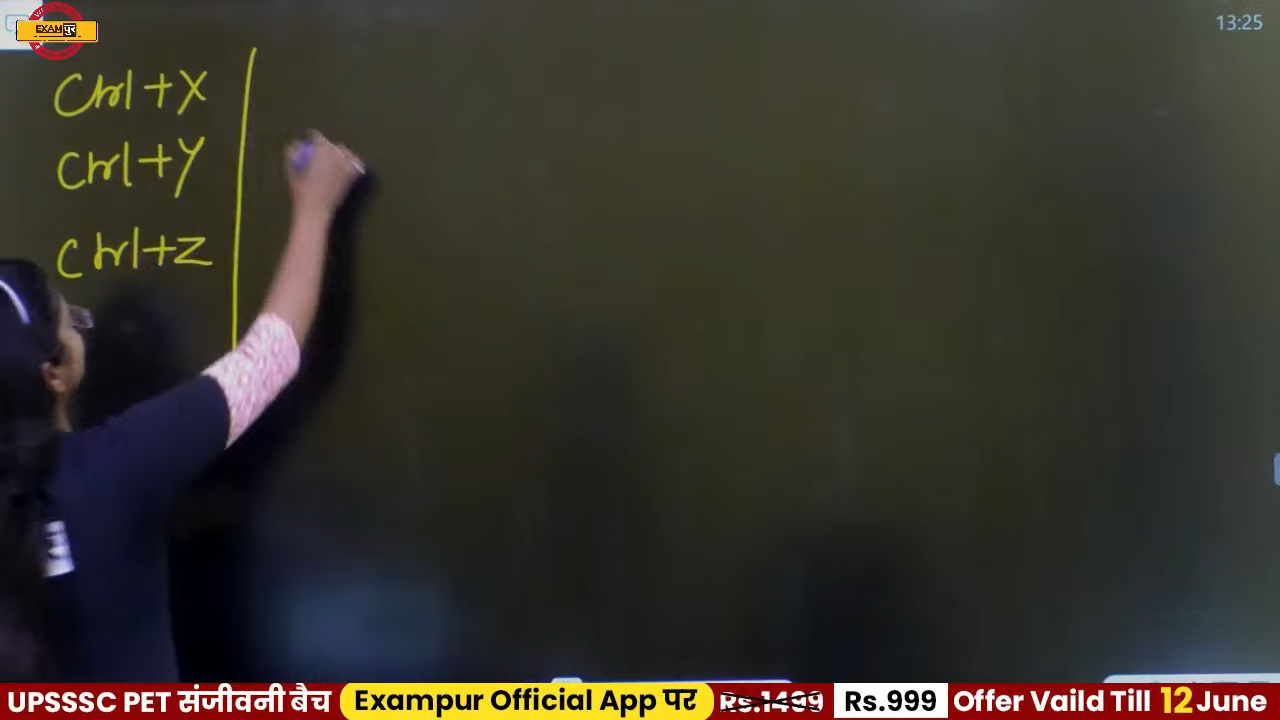 EXAMपुर
13:25
Ctrl+X
Ctrl+Y
Ctrl+Z
UPSSSC PET संजीवनी बैच Exampur Official App पर Rs.1499 Rs.999 Offer Vaild Till 12 June